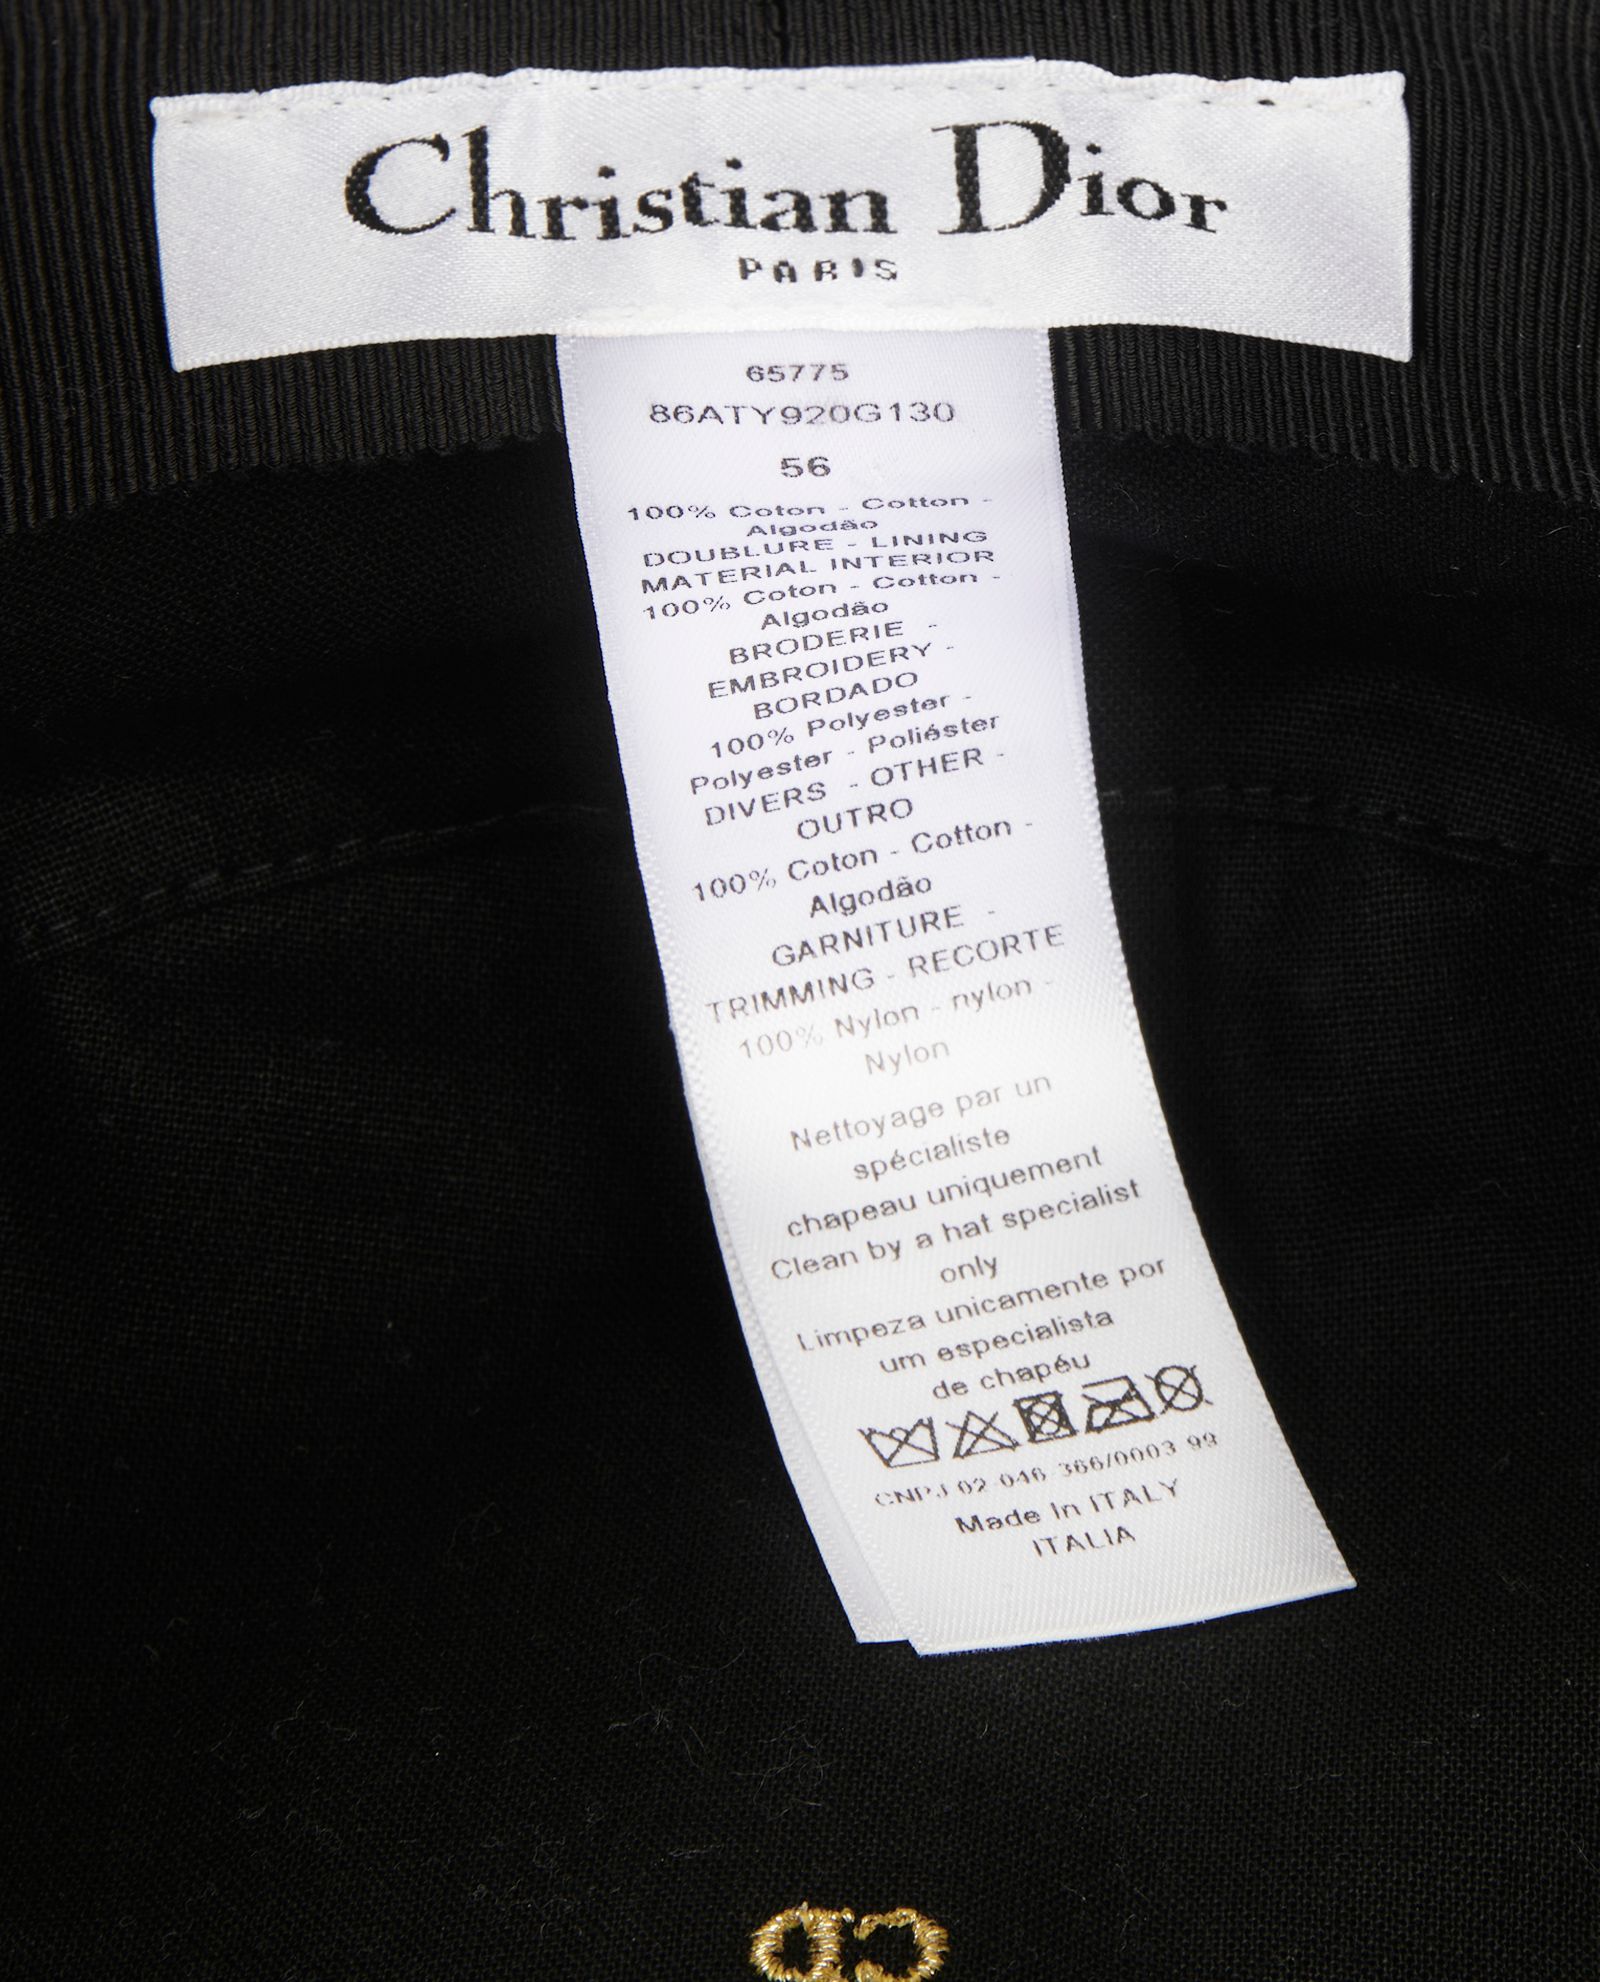 Christian Dior
PARIS
65775
86ATY920G130
56
100% Coton - Cotton -
Algodão
DOUBLURE - LINING
MATERIAL INTERIOR
100% Coton - Cotton -
Algodão
BRODERIE -
EMBROIDERY -
BORDADO
100% Polyester -
Polyester - Poliéster
DIVERS - OTHER -
OUTRO
100% Coton - Cotton -
Algodão
GARNITURE -
TRIMMING - RECORTE
100% Nylon - nylon -
Nylon
Nettoyage par un
spécialiste
chapeau uniquement
Clean by a hat specialist
only
Limpeza unicamente por
um especialista
de chapéu
CNPJ 02 046 366/0003 99
Made In ITALY
ITALIA
CD